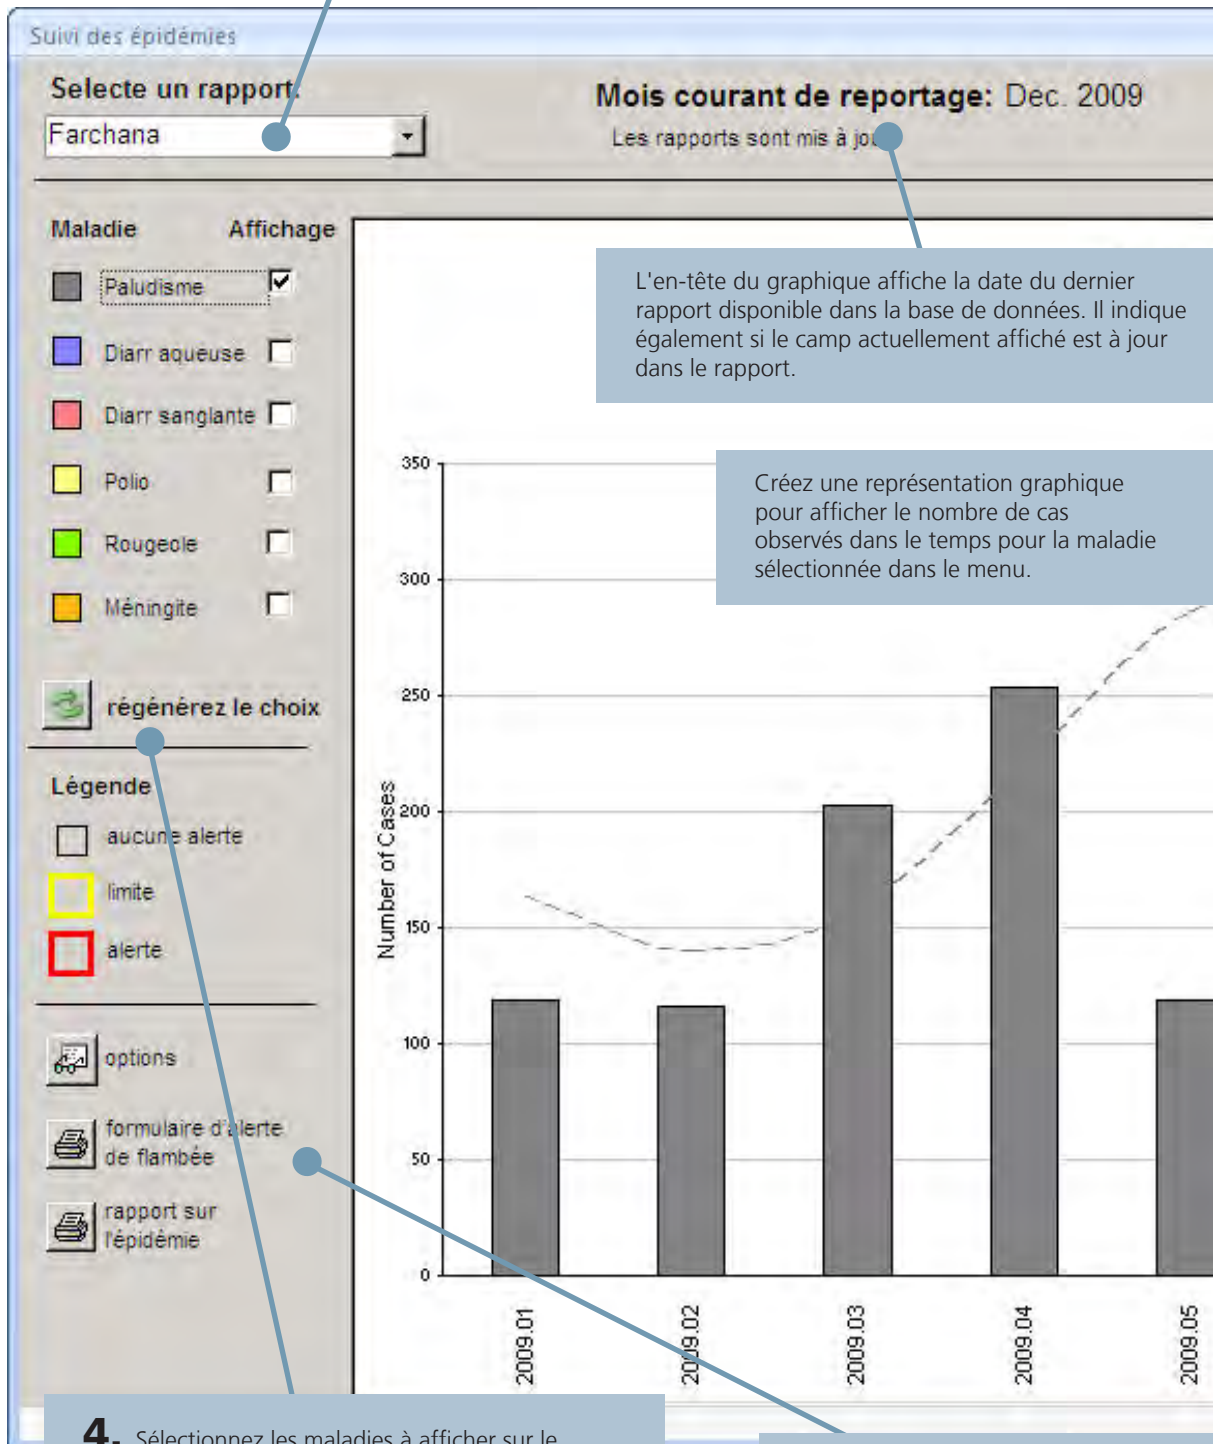 Suivi des épidémies
Selecte un rapport:
Farchana
Mois courant de reportage: Dec. 2009
Les rapports sont mis à jou
Maladie Affichage
Paludisme
Diarr aqueuse
Diarr sanglante
Polio
Rougeole
Méningite
régénérez le choix
Légende
aucune alerte
limite
alerte
options
formulaire d'alerte
de flambée
rapport sur
l'épidémie
L'en-tête du graphique affiche la date du dernier
rapport disponible dans la base de données. Il indique
également si le camp actuellement affiché est à jour
dans le rapport.
Créez une représentation graphique
pour afficher le nombre de cas
observés dans le temps pour la maladie
sélectionnée dans le menu.
Number of Cases
350
300
250
200
150
100
50
0
2009.01
2009.02
2009.03
2009.04
2009.05
4. Sélectionnez les maladies à afficher sur le